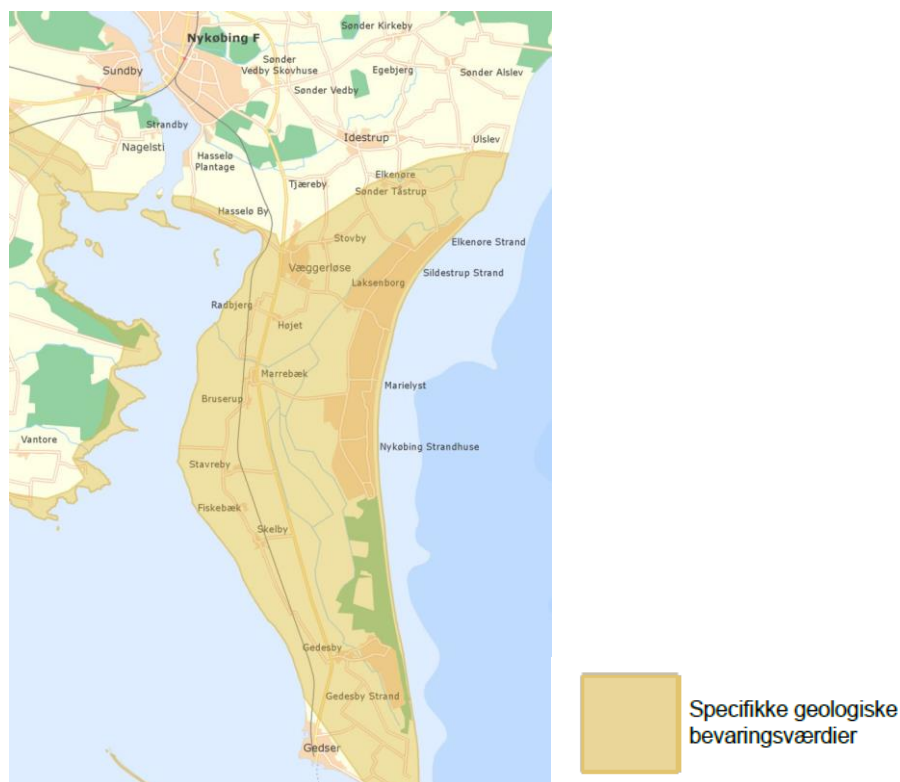 Sønder Kirkeby
Nykøbing F
Sundby
Sønder
Vedby Skovhuse
Egebjerg
Sønder Alslev
Sønder Vedby
Strandby
Idestrup
Ulslev
Nagelsti
Hasselø
Plantage
Tjæreby
Elkenøre
Sønder Tåstrup
Hasselø By
Stovby
Elkenøre Strand
Væggerløse
Sildestrup Strand
Laksenborg
Radbjerg
Højet
Marrebæk
Marielyst
Bruserup
Vantore
Nykøbing Strandhuse
Stavreby
Fiskebæk
Skelby
Gedesby
Gedesby Strand
Gedser
Specifikke geologiske
bevaringsværdier